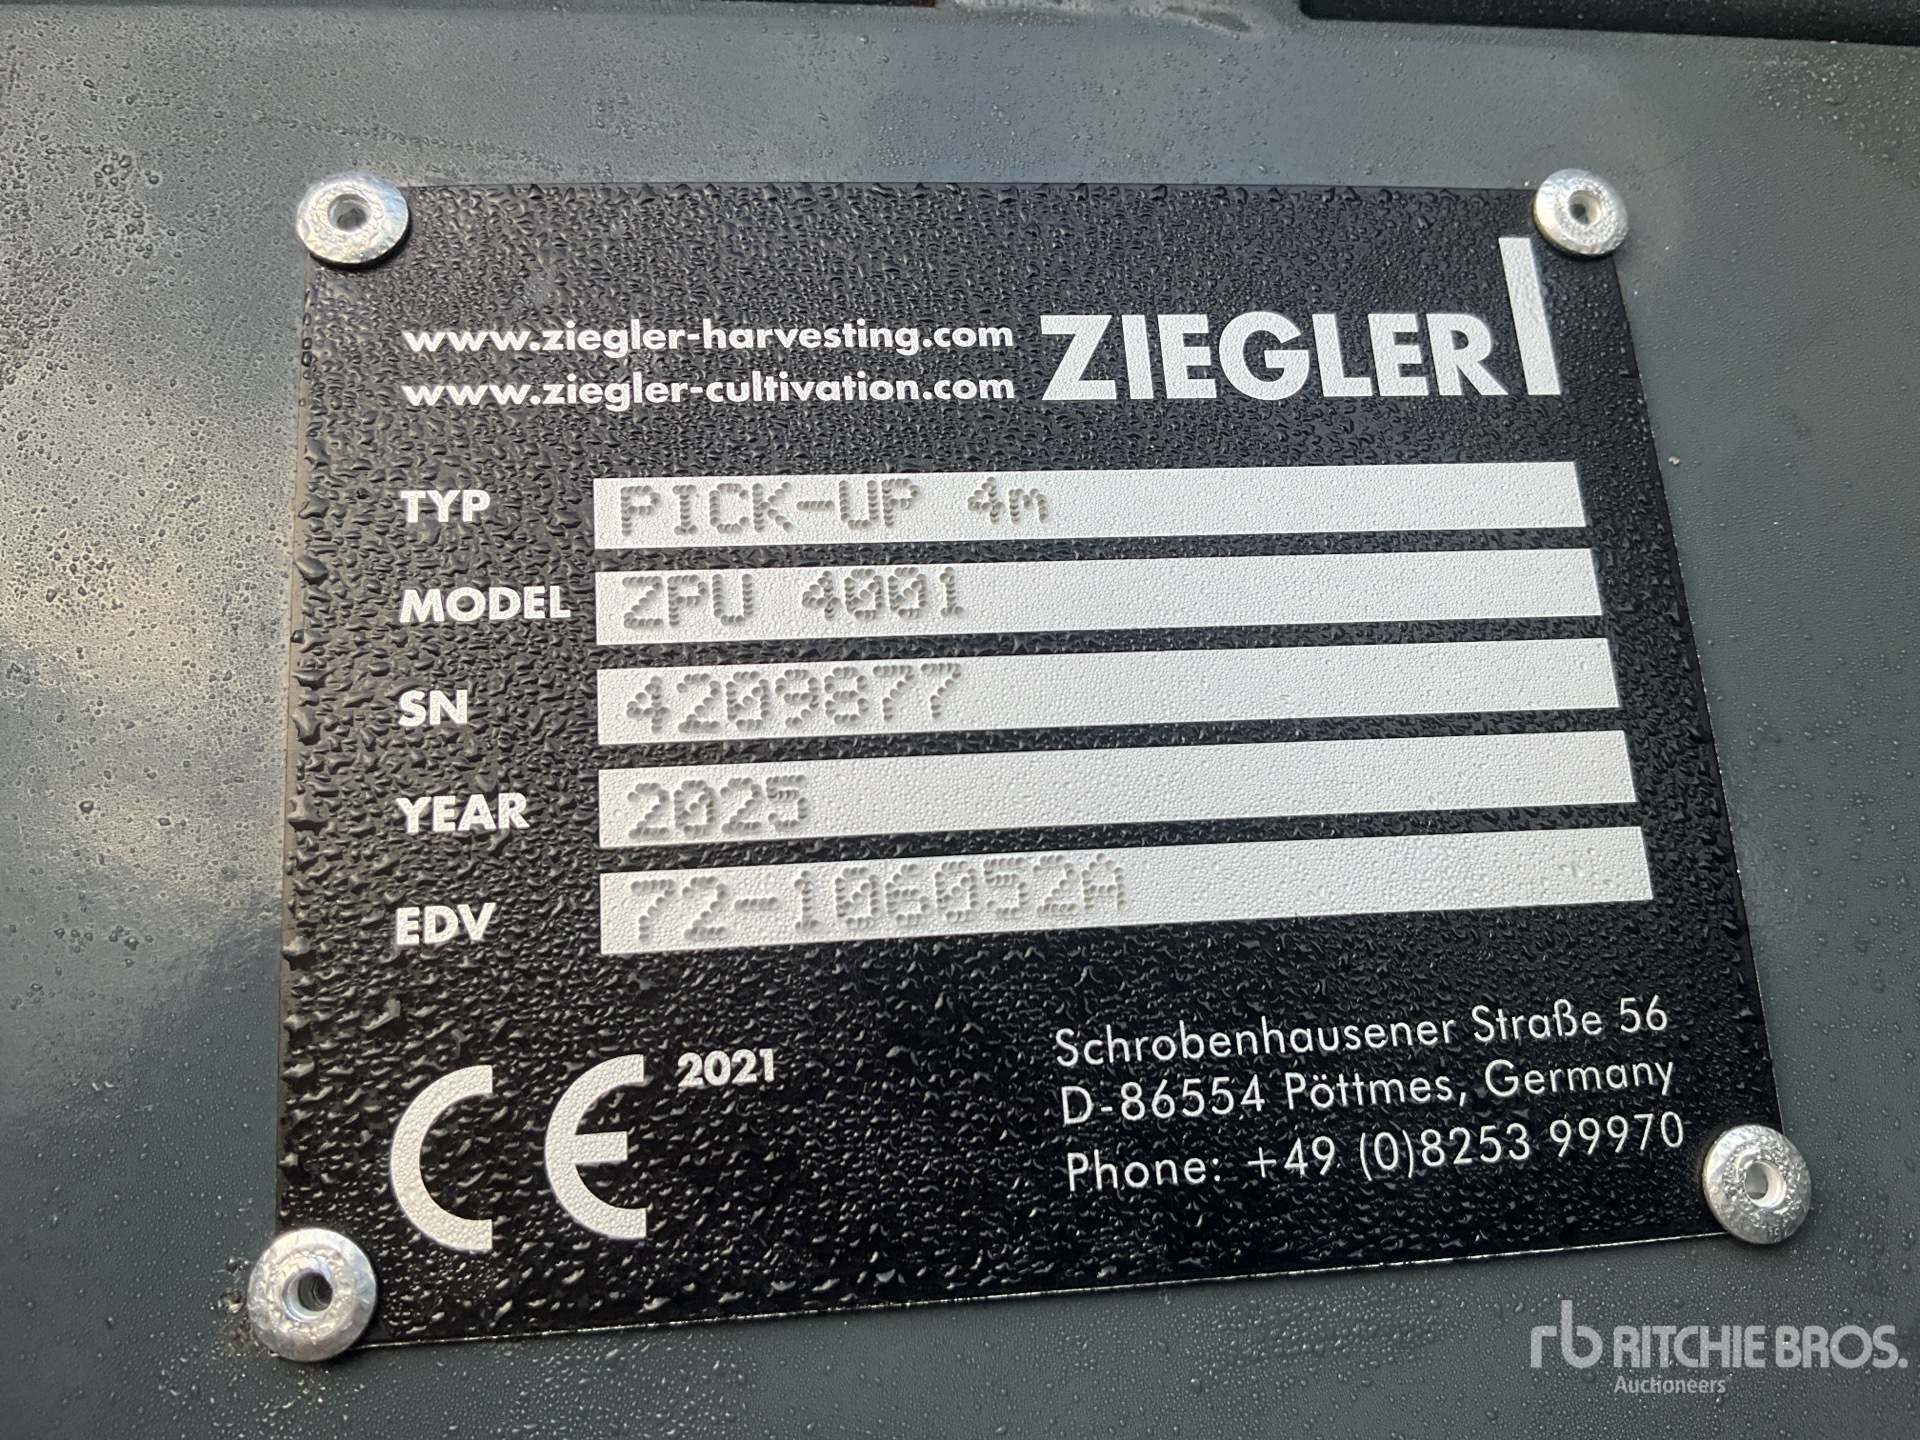 www.ziegler-harvesting.com
www.ziegler-cultivation.com
ZIEGLER
TYP PICK-UP 4m
MODEL ZPU 4001
SN 4209877
YEAR 2025
EDV 72-106052A
CE 2021
Schrobenhausener Straße 56
D-86554 Pöttmes, Germany
Phone: +49 (0)8253 99970
rb RITCHIE BROS.
Auctioneers